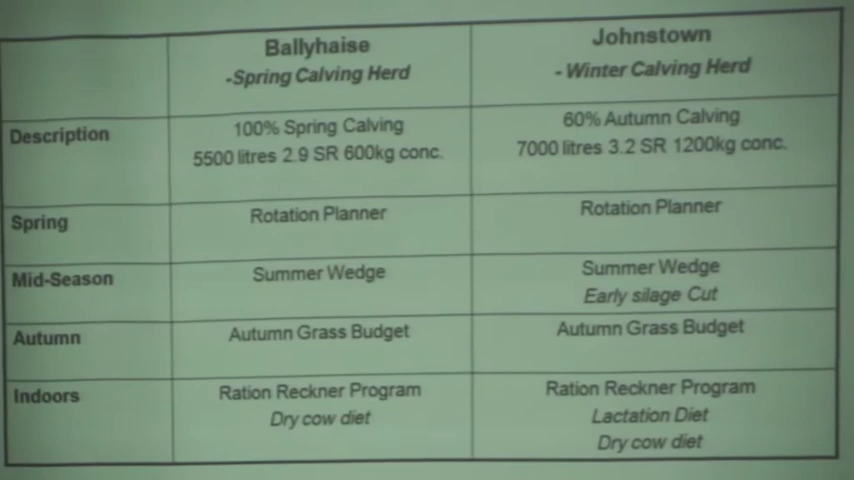 Ballyhaise
-Spring Calving Herd
Johnstown
- Winter Calving Herd
Description
100% Spring Calving
5500 litres 2.9 SR 600kg conc.
60% Autumn Calving
7000 litres 3.2 SR 1200kg conc.
Spring
Rotation Planner
Rotation Planner
Mid-Season
Summer Wedge
Summer Wedge
Early silage Cut
Autumn
Autumn Grass Budget
Autumn Grass Budget
Indoors
Ration Reckner Program
Dry cow diet
Ration Reckner Program
Lactation Diet
Dry cow diet